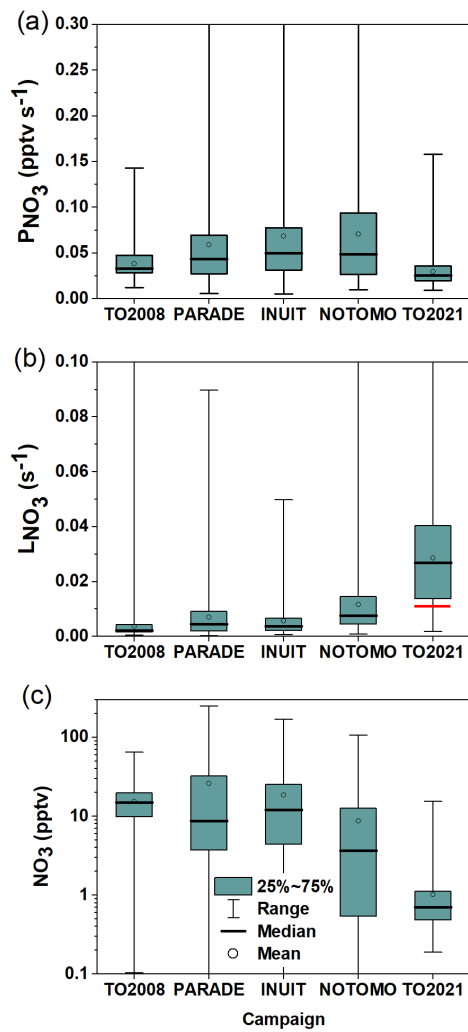 (a)
P_NO3 (pptv s⁻¹)
0.30
0.25
0.20
0.15
0.10
0.05
0.00
TO2008 PARADE INUIT NOTOMO TO2021
(b)
L_NO3 (s⁻¹)
0.10
0.08
0.06
0.04
0.02
0.00
TO2008 PARADE INUIT NOTOMO TO2021
(c)
NO₃ (pptv)
100
10
1
0.1
25%~75%
Range
Median
Mean
TO2008 PARADE INUIT NOTOMO TO2021
Campaign